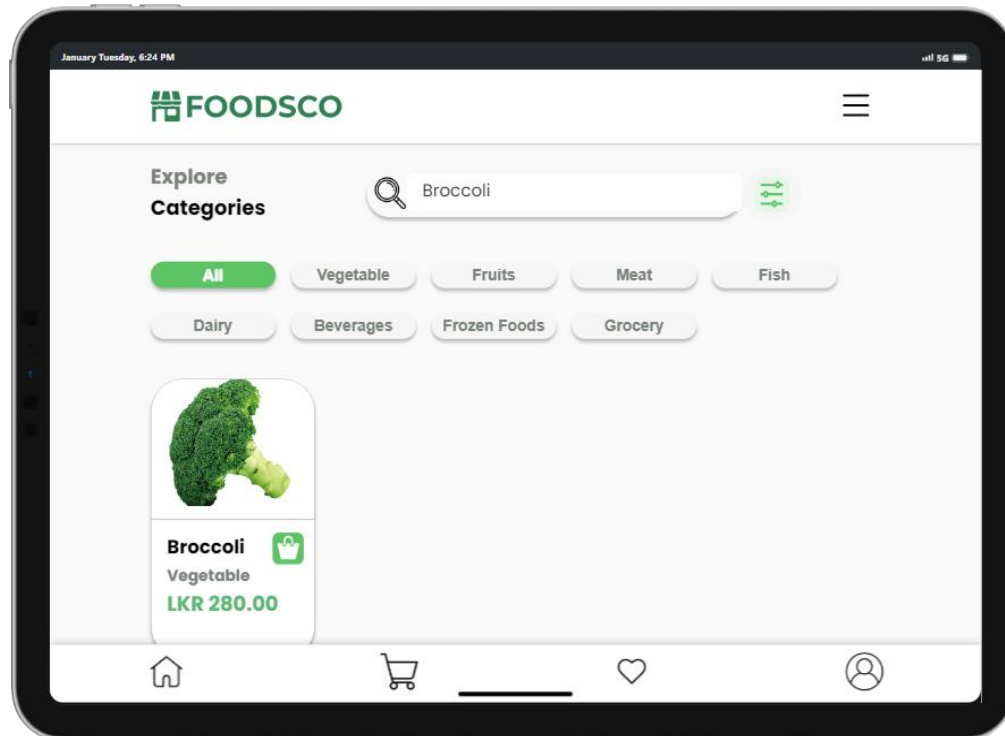 January Tuesday, 6:24 PM
5G
FOODSCO
Explore
Categories
Broccoli
All
Vegetable
Fruits
Meat
Fish
Dairy
Beverages
Frozen Foods
Grocery
Broccoli
Vegetable
LKR 280.00